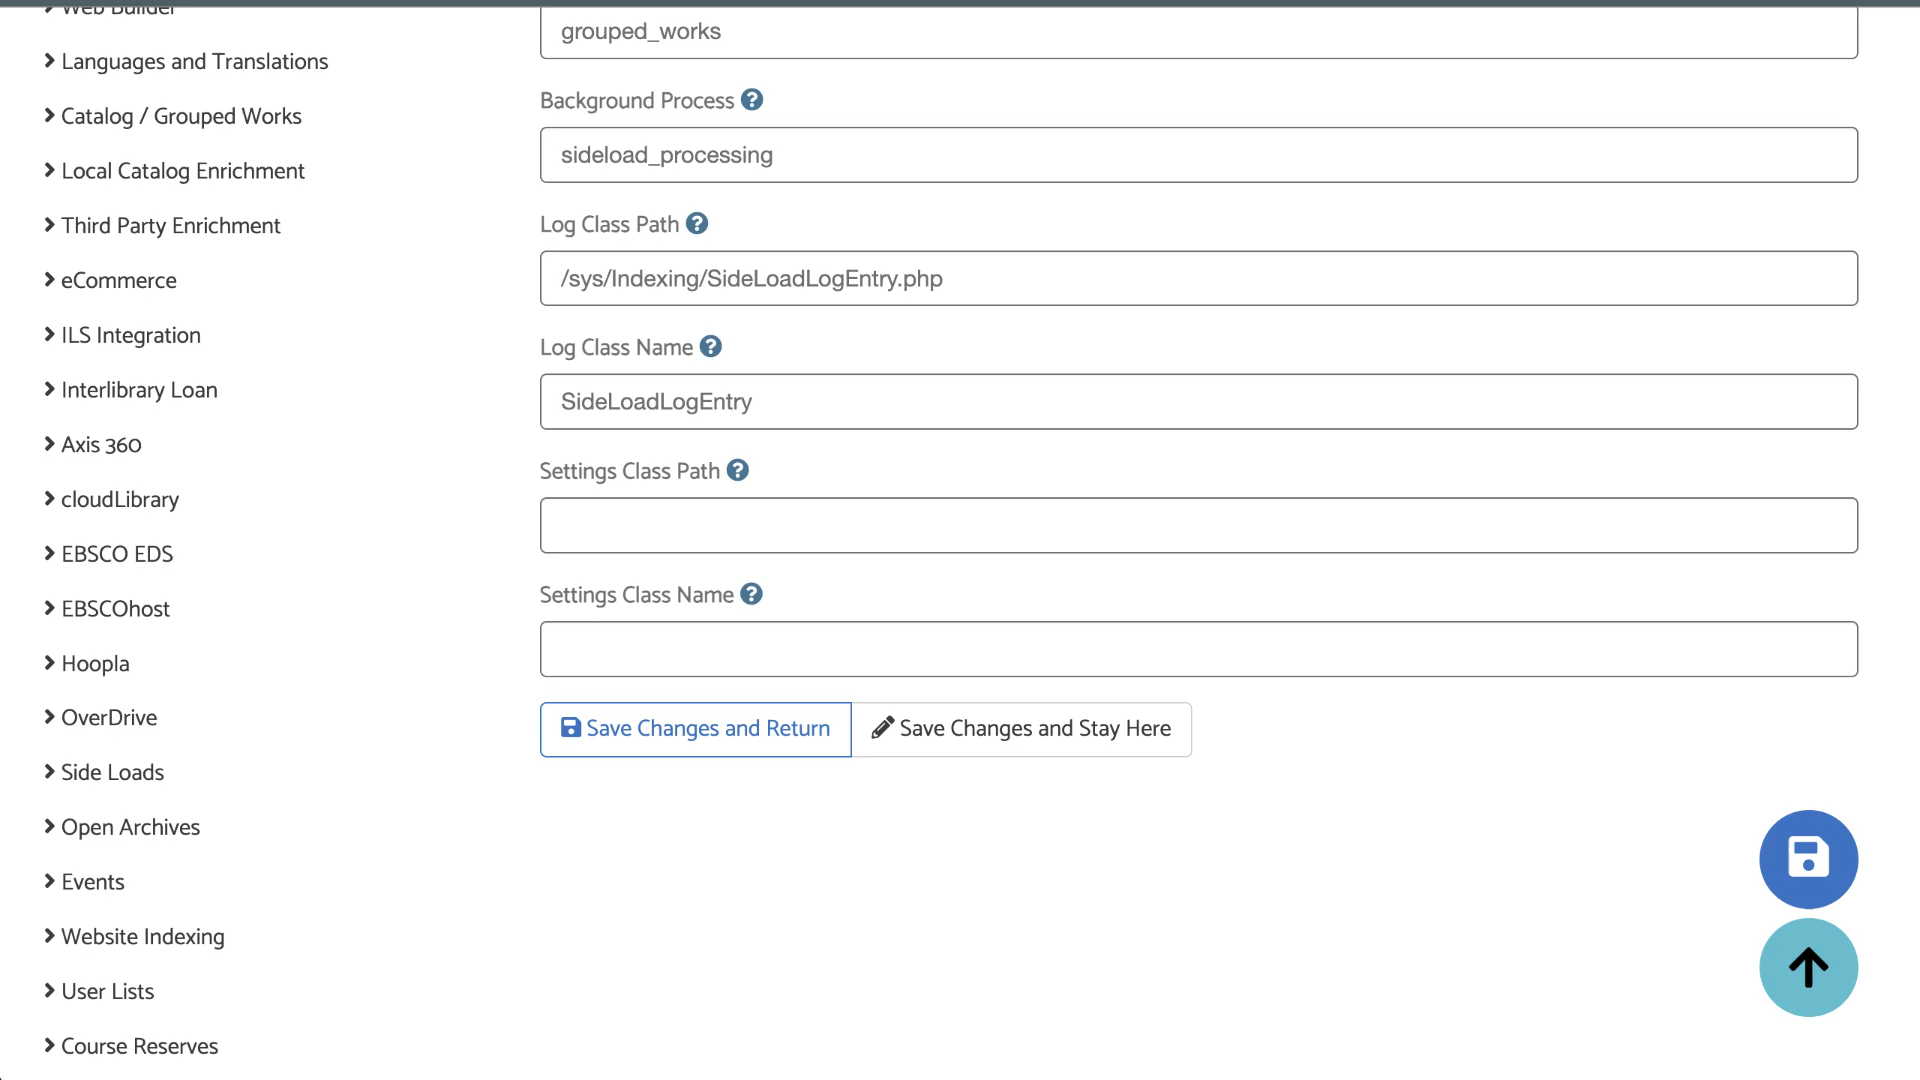 Web Builder
Languages and Translations
Catalog / Grouped Works
Local Catalog Enrichment
Third Party Enrichment
eCommerce
ILS Integration
Interlibrary Loan
Axis 360
cloudLibrary
EBSCO EDS
EBSCOhost
Hoopla
OverDrive
Side Loads
Open Archives
Events
Website Indexing
User Lists
Course Reserves
grouped_works
Background Process
sideload_processing
Log Class Path
/sys/Indexing/SideLoadLogEntry.php
Log Class Name
SideLoadLogEntry
Settings Class Path
Settings Class Name
Save Changes and Return
Save Changes and Stay Here